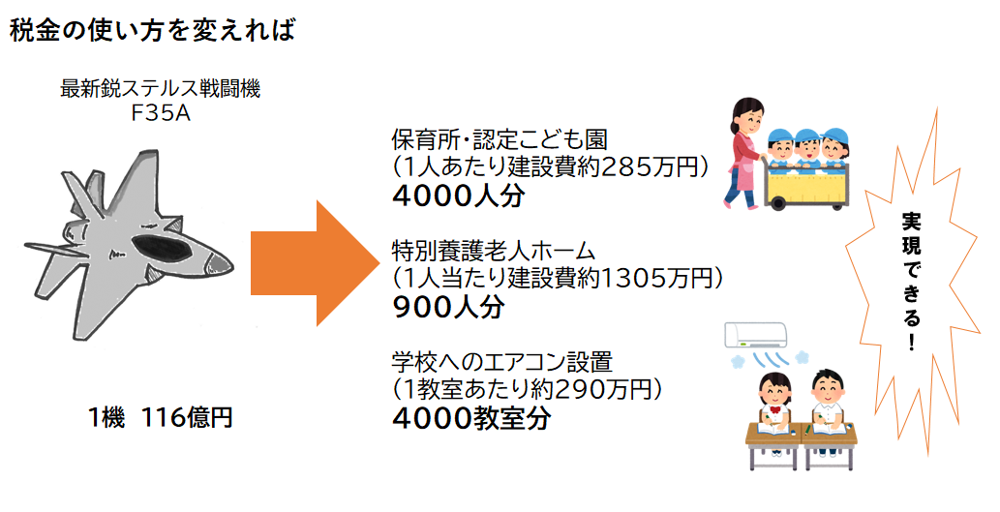 税金の使い方を変えれば
最新鋭ステルス戦闘機
F35A
1機 116億円
保育所・認定こども園
(1人あたり建設費約285万円)
4000人分
特別養護老人ホーム
(1人当たり建設費約1305万円)
900人分
学校へのエアコン設置
(1教室あたり約290万円)
4000教室分
実現できる!